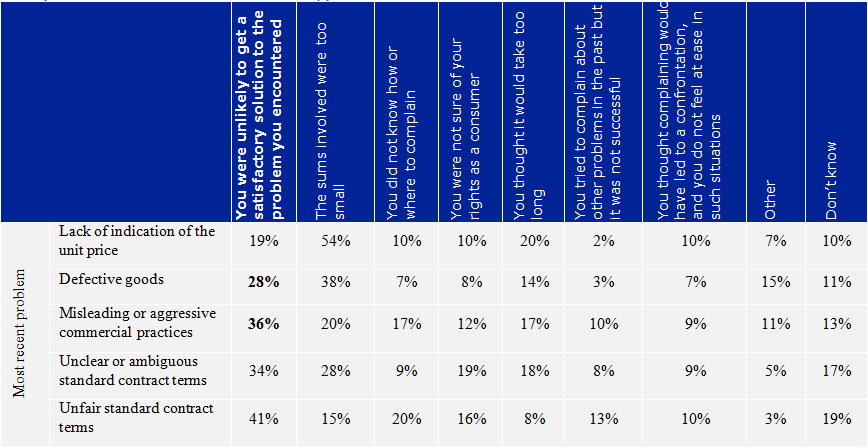 You were unlikely to get a
satisfactory solution to the
problem you encountered
The sums involved were too
small
You did not know how or
where to complain
You were not sure of your
rights as a consumer
You thought it would take too
long
You tried to complain about
other problems in the past but
it was not successful
You thought complaining would
have led to a confrontation,
and you do not feel at ease in
such situations
Other
Don't know
Most recent problem
Lack of indication of the
unit price
19% 54% 10% 10% 20% 2% 10% 7% 10%
Defective goods
28% 38% 7% 8% 14% 3% 7% 15% 11%
Misleading or aggressive
commercial practices
36% 20% 17% 12% 17% 10% 9% 11% 13%
Unclear or ambiguous
standard contract terms
34% 28% 9% 19% 18% 8% 9% 5% 17%
Unfair standard contract
terms
41% 15% 20% 16% 8% 13% 10% 3% 19%